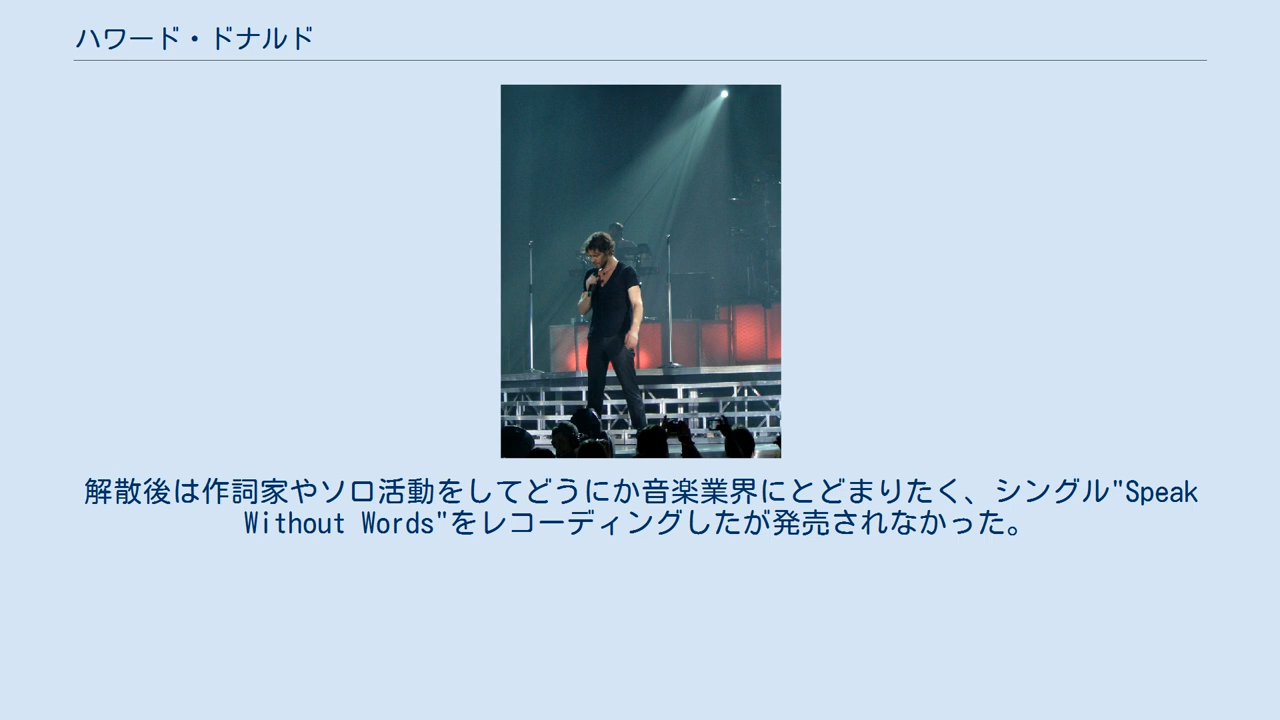 ハワード・ドナルド
解散後は作詞家やソロ活動をしてどうにか音楽業界にとどまりたく、シングル"Speak
Without Words"をレコーディングしたが発売されなかった。